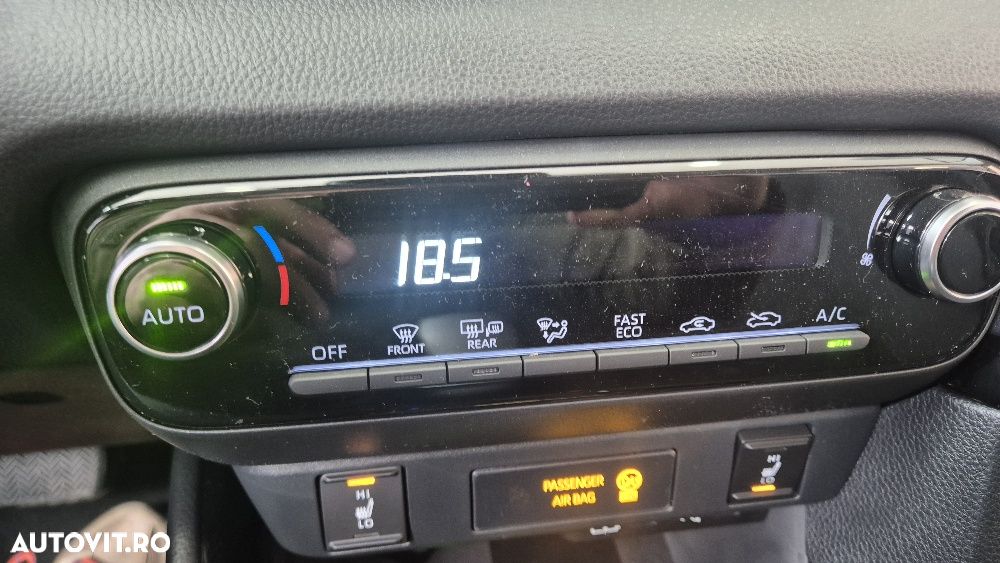 18.5
AUTO
OFF
FRONT
REAR
FAST
ECO
A/C
HI
LO
PASSENGER
AIR BAG
HI
LO
AUTOVIT.RO